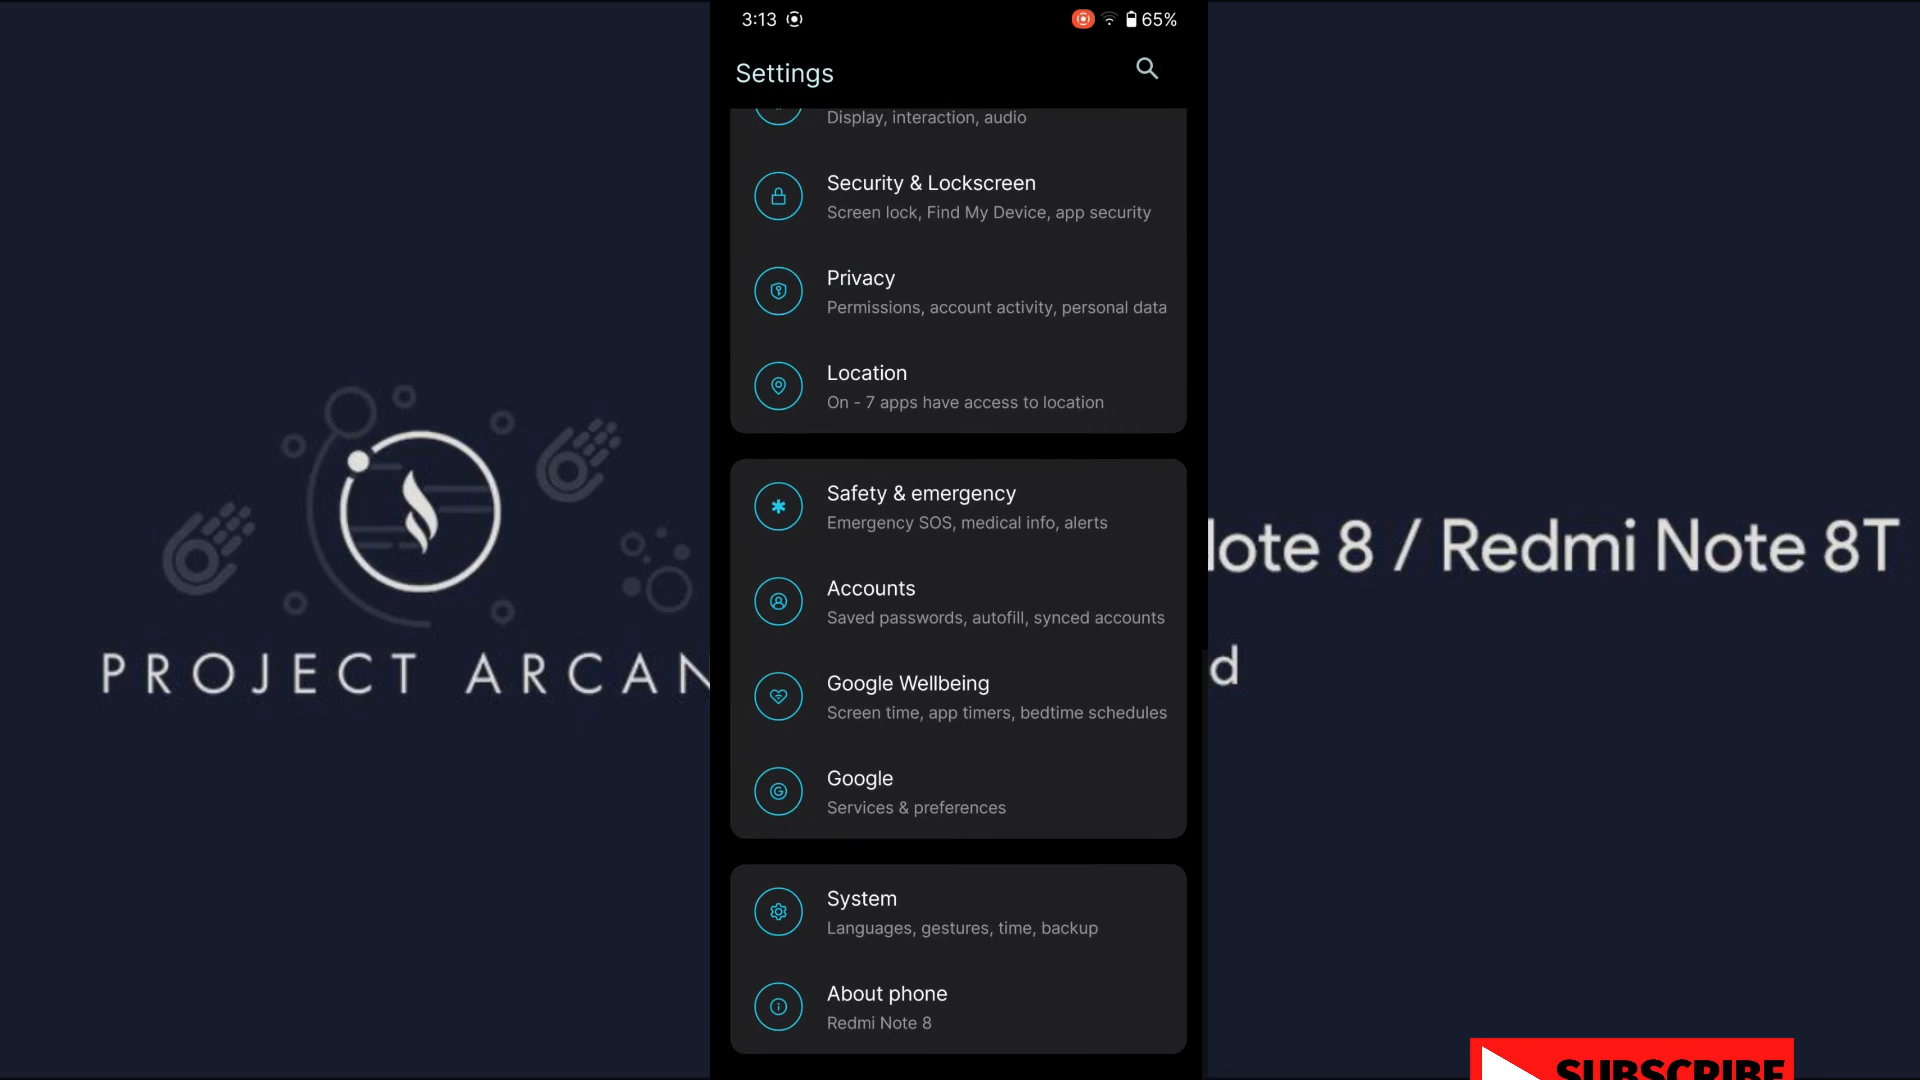 3:13
65%
Settings
Display, interaction, audio
Security & Lockscreen
Screen lock, Find My Device, app security
Privacy
Permissions, account activity, personal data
Location
On - 7 apps have access to location
Safety & emergency
Emergency SOS, medical info, alerts
Accounts
Saved passwords, autofill, synced accounts
Google Wellbeing
Screen time, app timers, bedtime schedules
Google
Services & preferences
System
Languages, gestures, time, backup
About phone
Redmi Note 8
PROJECT ARCAN
ote 8 / Redmi Note 8T
d
SUBSCRIBE